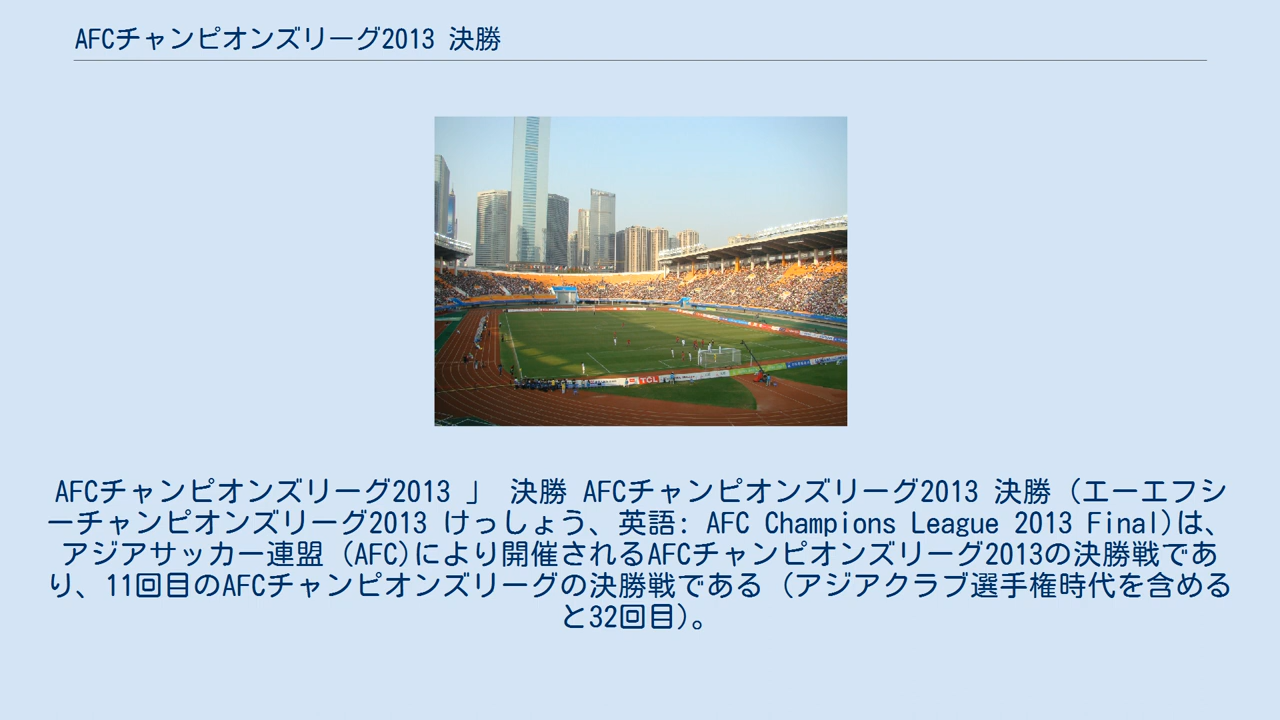 AFCチャンピオンズリーグ2013 決勝
TCL
AFCチャンピオンズリーグ2013 」 決勝 AFCチャンピオンズリーグ2013 決勝 (エーエフシ
ーチャンピオンズリーグ2013 けっしょう、英語: AFC Champions League 2013 Final)は、
アジアサッカー連盟 (AFC)により開催されるAFCチャンピオンズリーグ2013の決勝戦であ
り、11回目のAFCチャンピオンズリーグの決勝戦である (アジアクラブ選手権時代を含める
と32回目)。